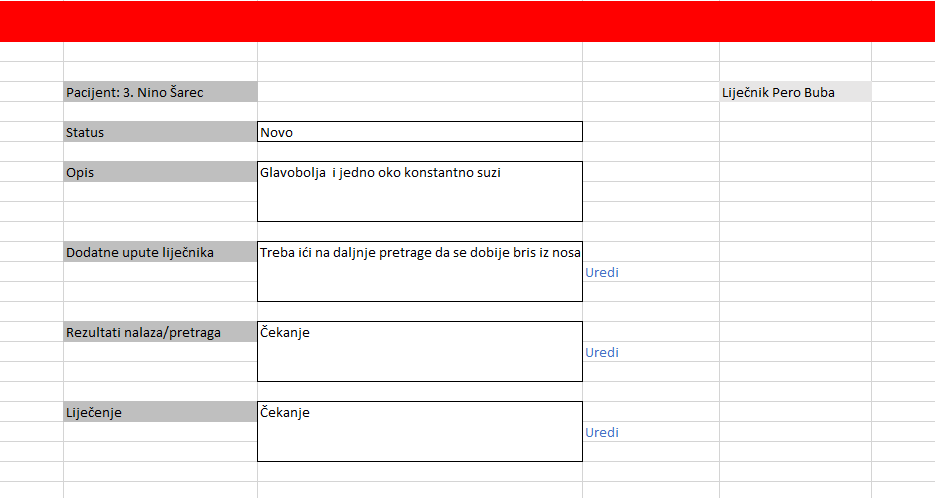 Pacijent: 3. Nino Šarec
Liječnik Pero Buba
Status
Novo
Opis
Glavobolja  i jedno oko konstantno suzi
Dodatne upute liječnika
Treba ići na daljnje pretrage da se dobije bris iz nosa
Uredi
Rezultati nalaza/pretraga
Čekanje
Uredi
Liječenje
Čekanje
Uredi